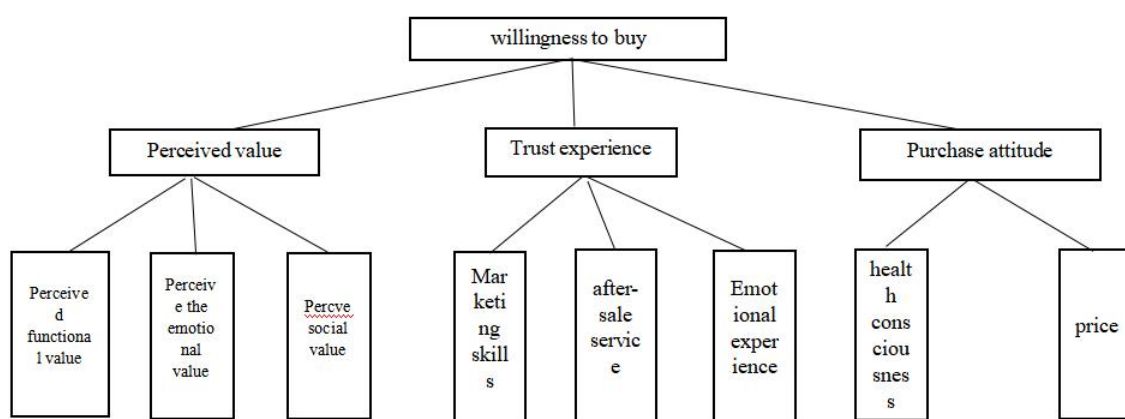 willingness to buy
Perceived value
Trust experience
Purchase attitude
Perceive
d
functiona
l value
Perceiv
e the
emotio
nal
value
Percve
social
value
Mar
keti
ng
skill
s
after-
sale
servic
e
Emot
ional
exper
ience
healt
h
cons
ciou
snes
s
price